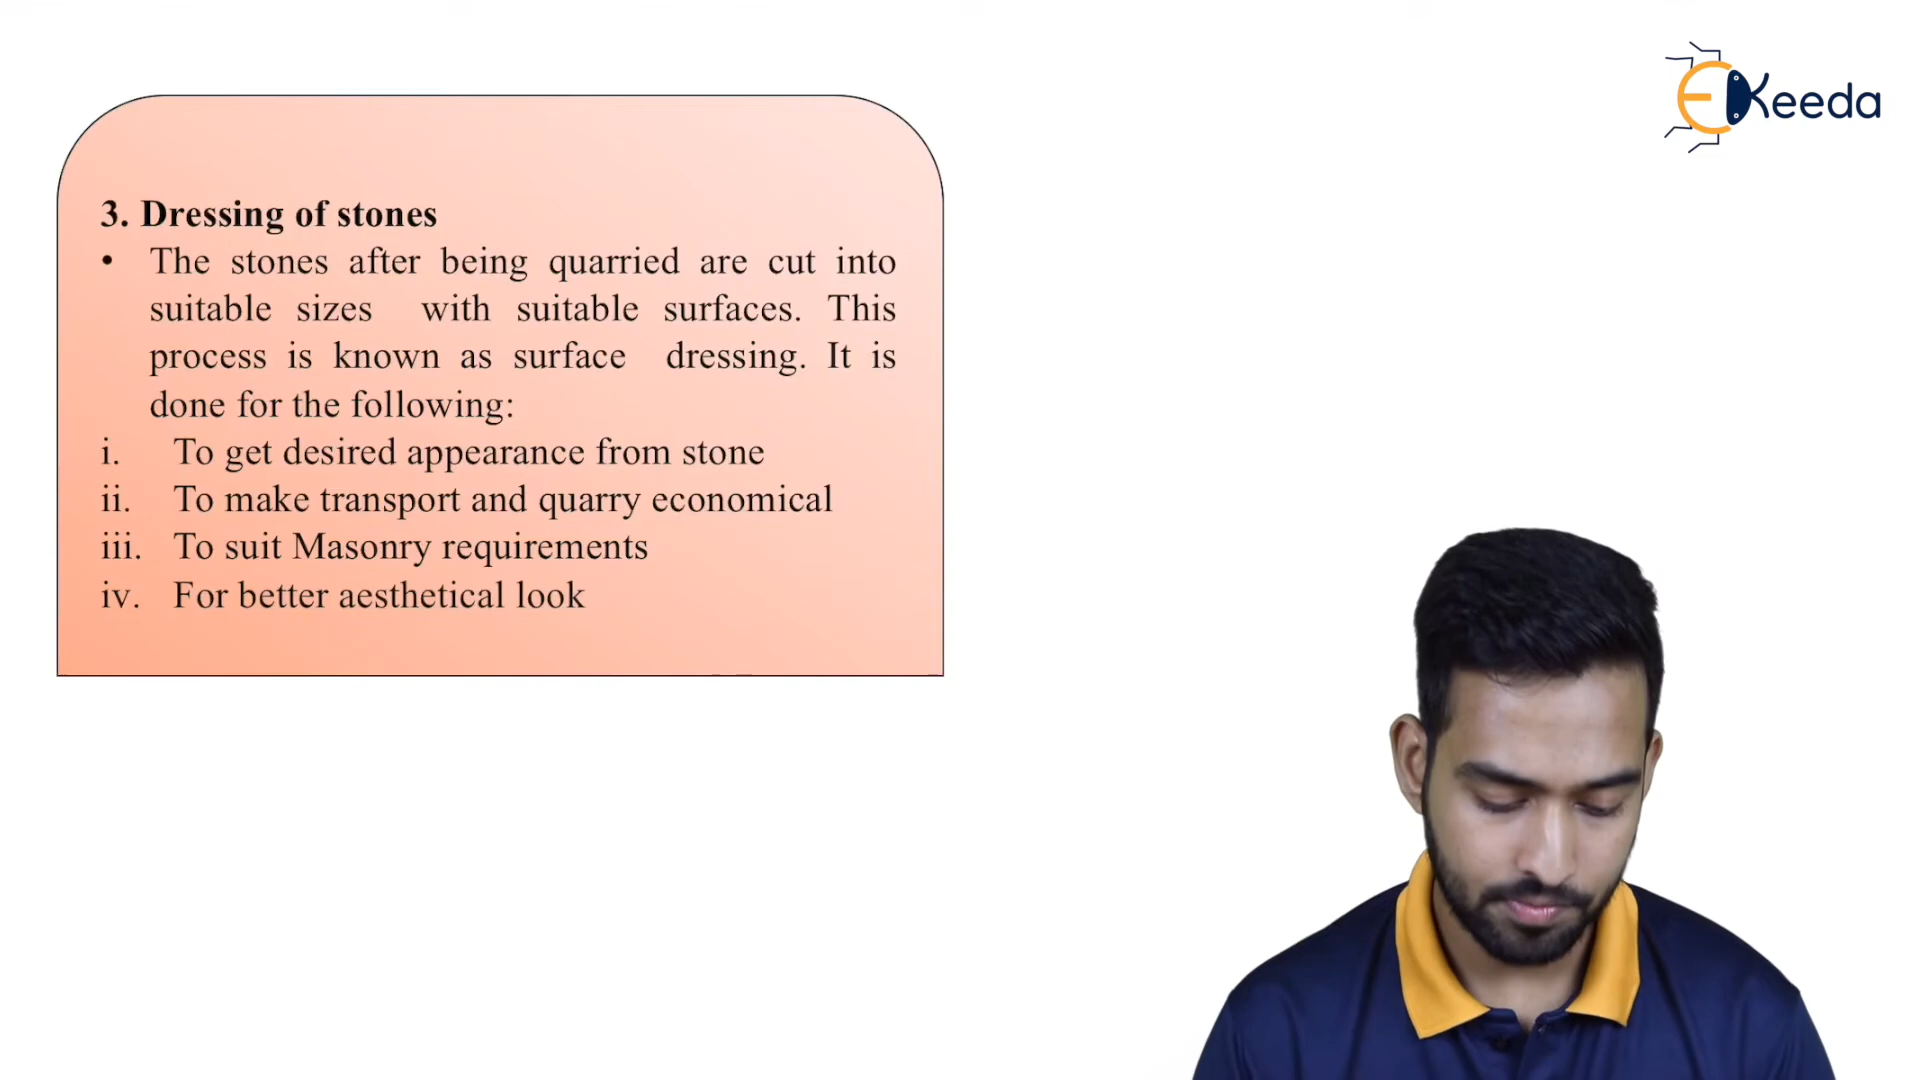 EKeeda
3. Dressing of stones
• The stones after being quarried are cut into
suitable sizes with suitable surfaces. This
process is known as surface dressing. It is
done for the following:
i. To get desired appearance from stone
ii. To make transport and quarry economical
iii. To suit Masonry requirements
iv. For better aesthetical look